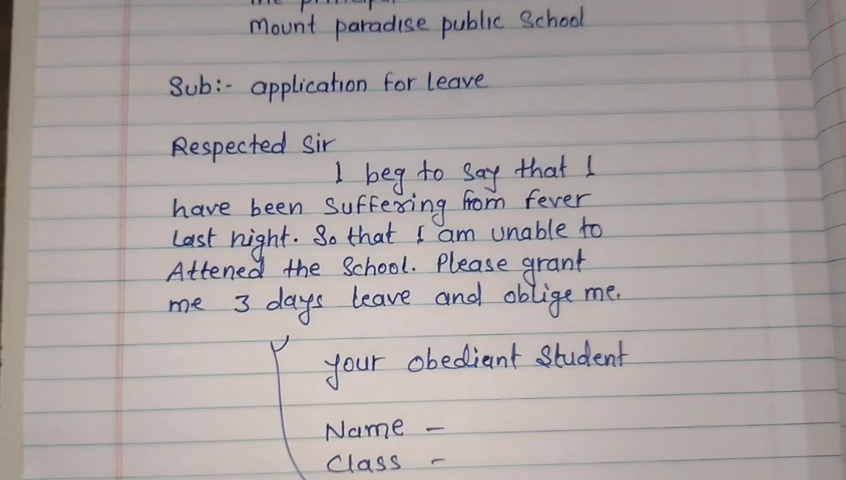 The principal
Mount paradise public School
Sub:- application for leave
Respected Sir
I beg to say that I
have been suffering from fever
Last night. So that I am unable to
Attened the School. Please grant
me 3 days leave and oblige me.
your obediant Student
Name -
Class -